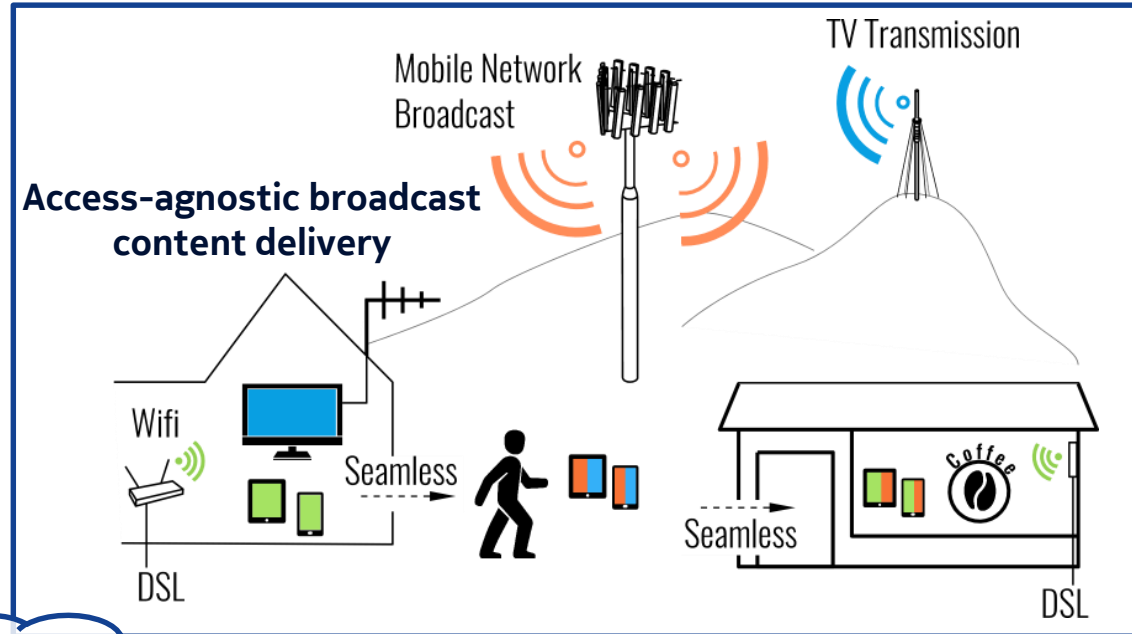 TV Transmission
Mobile Network
Broadcast
Access-agnostic broadcast
content delivery
Wifi
Seamless
Coffee
Seamless
DSL
DSL